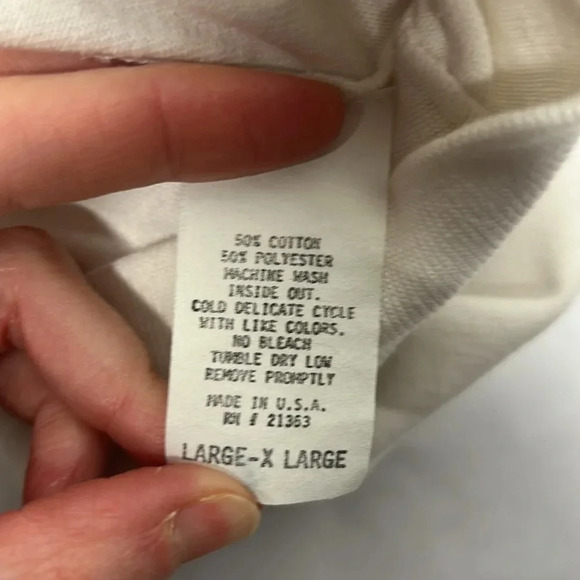 50% COTTON
50% POLYESTER
MACHINE WASH
INSIDE OUT.
COLD DELICATE CYCLE
WITH LIKE COLORS.
NO BLEACH
TUMBLE DRY LOW
REMOVE PROMPTLY
MADE IN U.S.A.
RN # 21363
LARGE-X LARGE